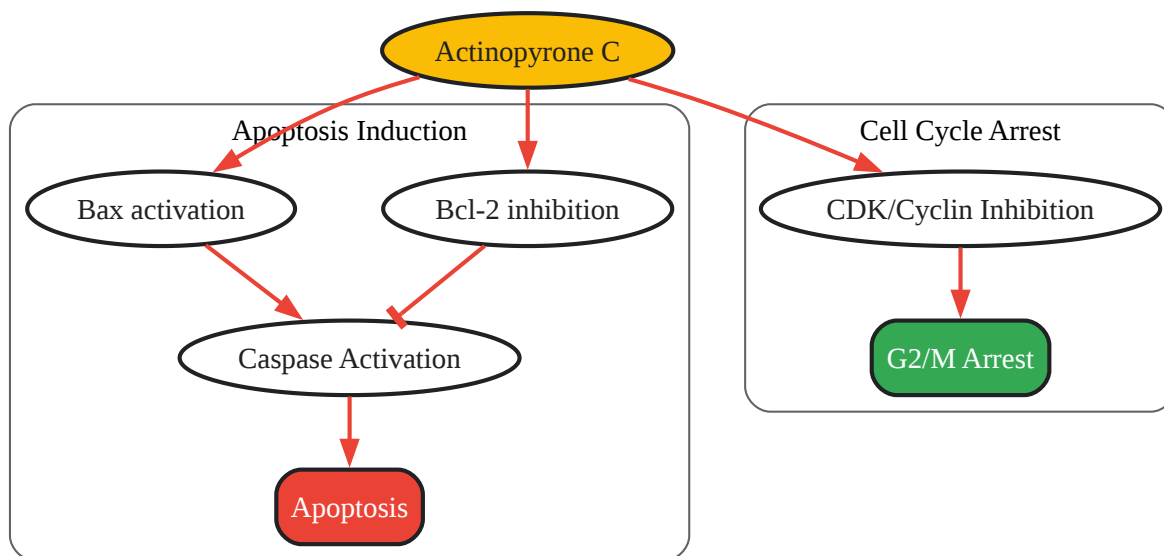 Actinopyrone C
Apoptosis Induction
Cell Cycle Arrest
Bax activation
Bcl-2 inhibition
CDK/Cyclin Inhibition
Caspase Activation
G2/M Arrest
Apoptosis